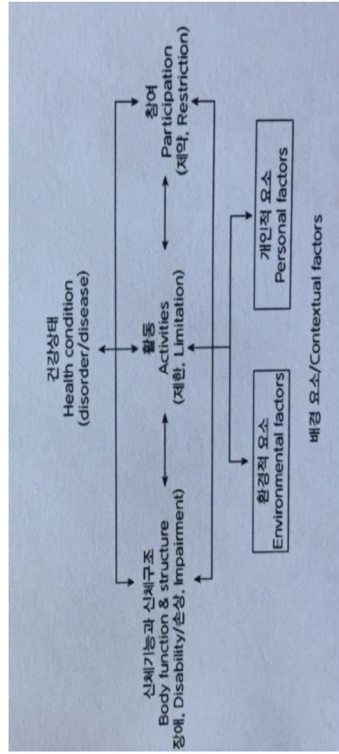 건강상태
Health condition
(disorder/disease)
신체기능과 신체구조
Body function & structure
장애, Disability/손상, Impairment)
활동
Activities
(제한, Limitation)
참여
Participation
(제약, Restriction)
환경적 요소
Environmental factors
개인적 요소
Personal factors
배경 요소/Contextual factors